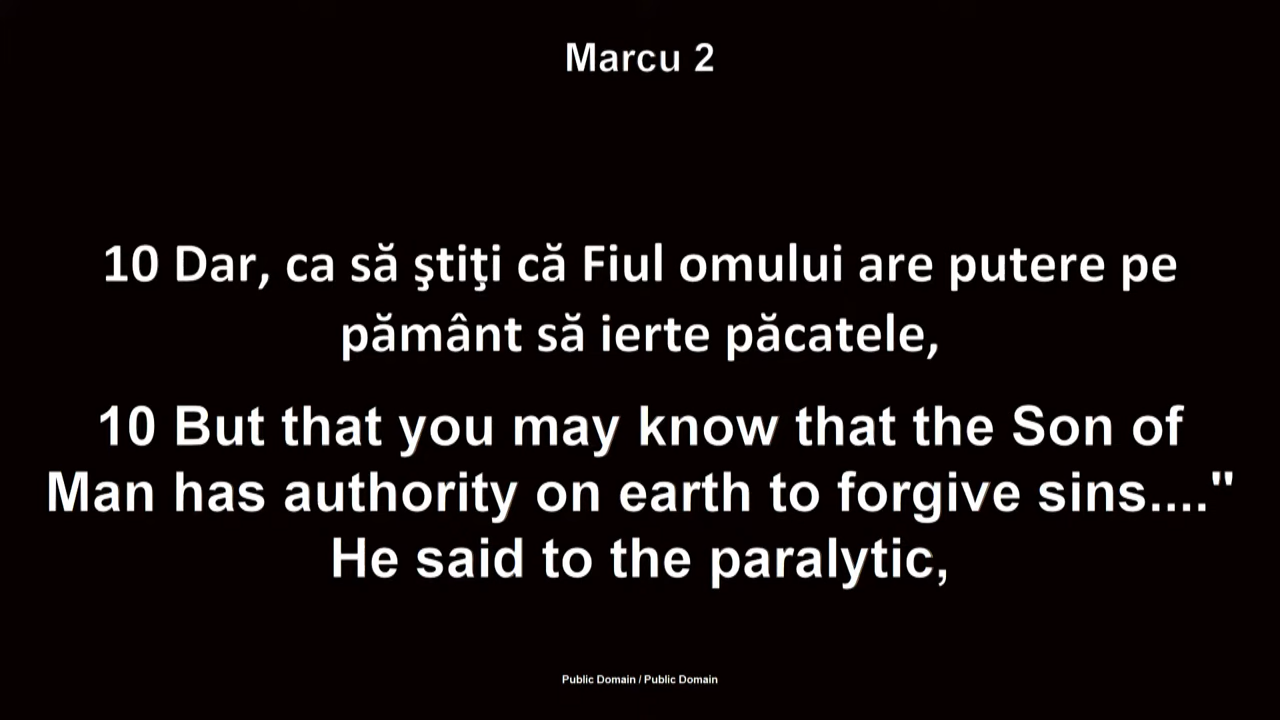 Marcu 2
10 Dar, ca să ştiţi că Fiul omului are putere pe
pământ să ierte păcatele,
10 But that you may know that the Son of
Man has authority on earth to forgive sins...."
He said to the paralytic,
Public Domain / Public Domain